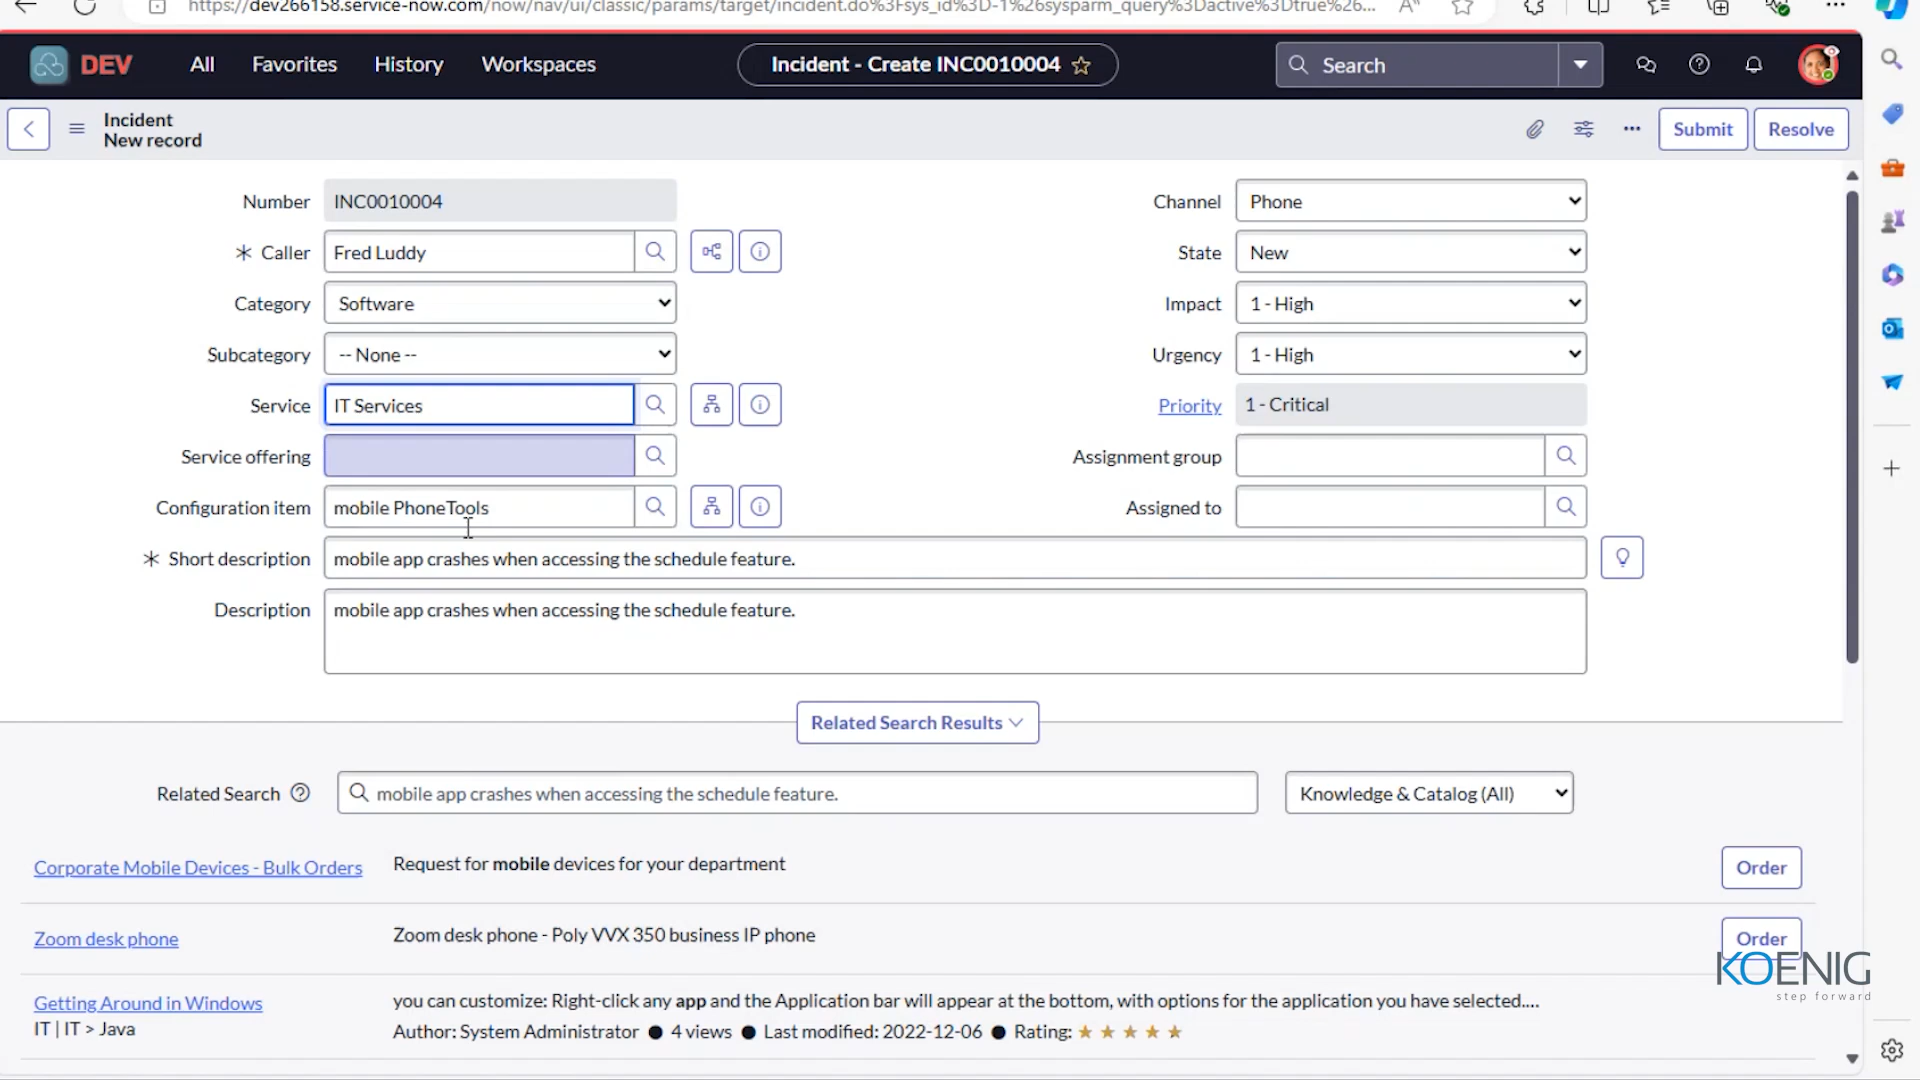 https://dev266158.service-now.com/now/nav/ui/classic/params/target/incident.do%3Fsys_id%3D-1%26sysparm_query%3Dactive%3Dtrue%26...
DEV All Favorites History Workspaces Incident - Create INC0010004 Search
Incident
New record
Submit Resolve
Number INC0010004 Channel Phone
* Caller Fred Luddy State New
Category Software Impact 1 - High
Subcategory -- None -- Urgency 1 - High
Service IT Services Priority 1 - Critical
Service offering Assignment group
Configuration item mobile PhoneTools Assigned to
* Short description mobile app crashes when accessing the schedule feature.
Description mobile app crashes when accessing the schedule feature.
Related Search Results
Related Search mobile app crashes when accessing the schedule feature. Knowledge & Catalog (All)
Corporate Mobile Devices - Bulk Orders Request for mobile devices for your department Order
Zoom desk phone Zoom desk phone - Poly VVX 350 business IP phone Order
KOENIG
step forward
Getting Around in Windows you can customize: Right-click any app and the Application bar will appear at the bottom, with options for the application you have selected....
IT | IT > Java Author: System Administrator ● 4 views ● Last modified: 2022-12-06 ● Rating: